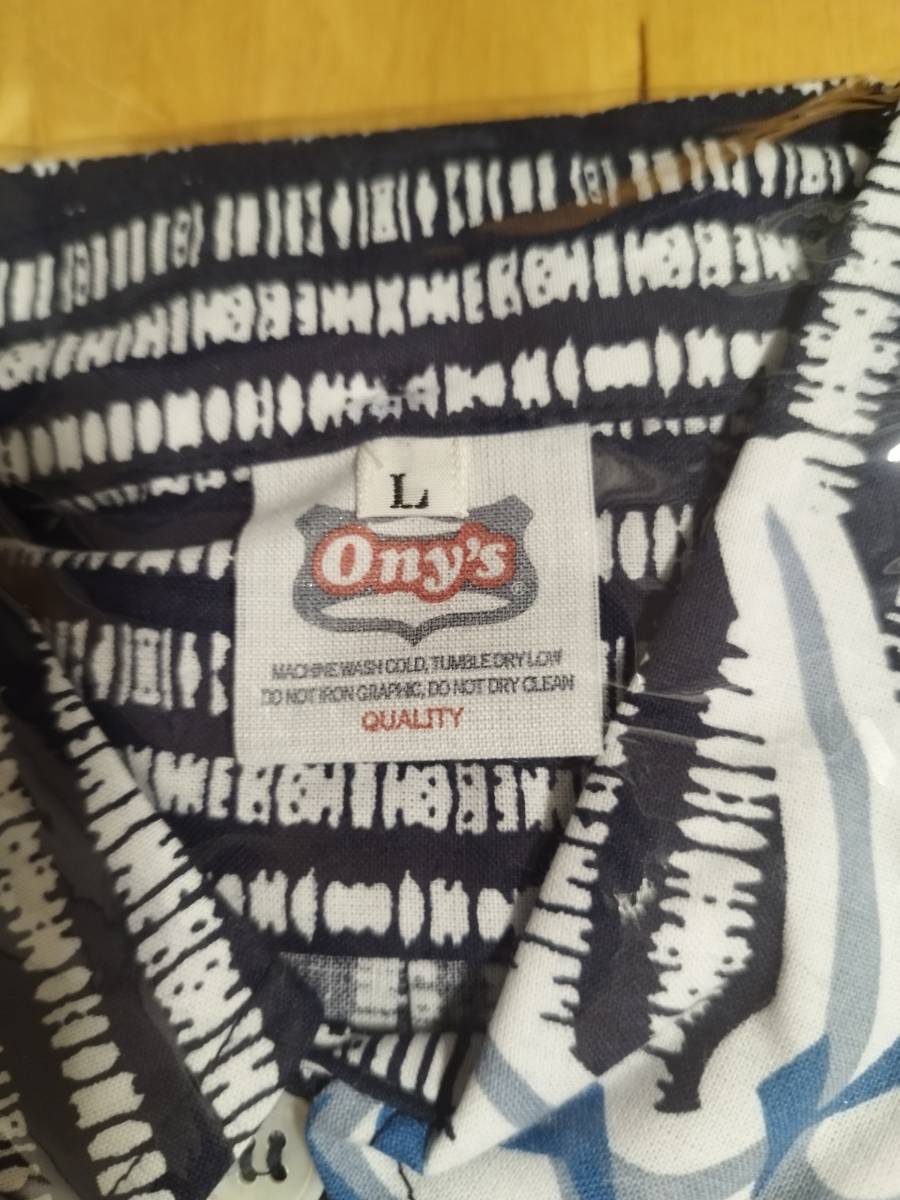 L
Ony's
MACHINE WASH COLD, TUMBLE DRY LOW
DO NOT IRON GRAPHIC, DO NOT DRY CLEAN
QUALITY